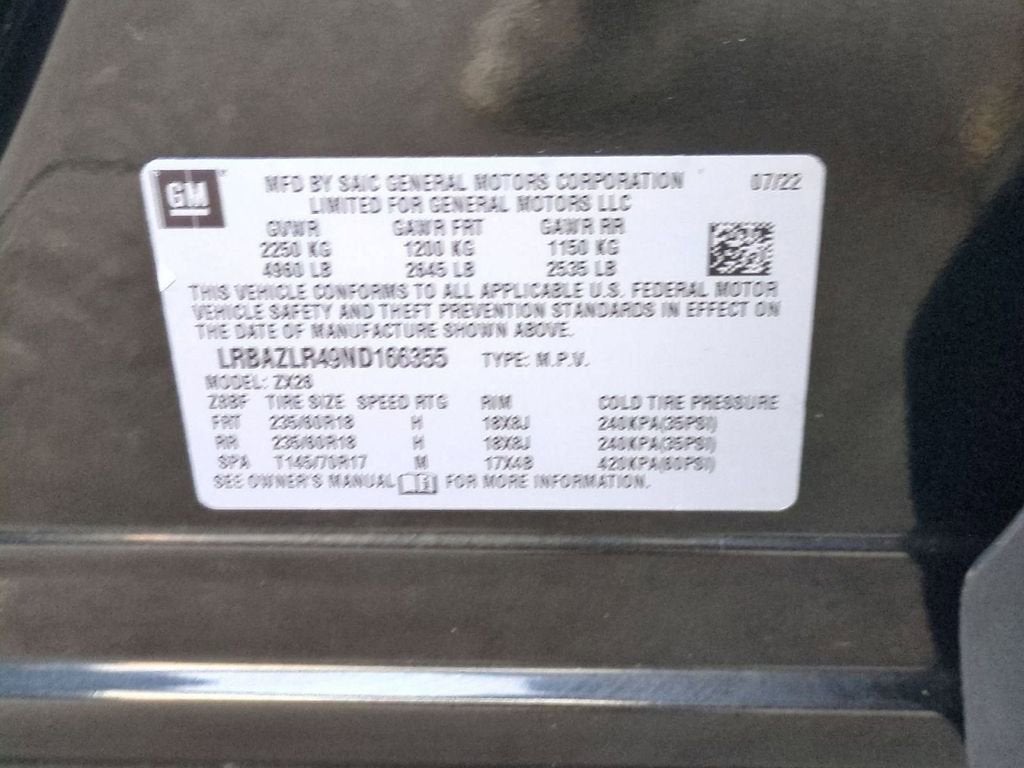 GM
MFD BY SAIC GENERAL MOTORS CORPORATION 07/22
LIMITED FOR GENERAL MOTORS LLC
GVWR GAWR FRT GAWR RR
2250 KG 1200 KG 1150 KG
4960 LB 2645 LB 2535 LB
THIS VEHICLE CONFORMS TO ALL APPLICABLE U.S. FEDERAL MOTOR
VEHICLE SAFETY AND THEFT PREVENTION STANDARDS IN EFFECT ON
THE DATE OF MANUFACTURE SHOWN ABOVE.
LRBAZLR49ND166355 TYPE: M.P.V.
MODEL: ZX26
TIRE SIZE SPEED RTG RIM COLD TIRE PRESSURE
FRT 235/60R18 H 18X8J 240KPA(35PSI)
RR 235/60R18 H 18X8J 240KPA(35PSI)
SPA T145/70R17 M 17X4B 420KPA(60PSI)
SEE OWNER'S MANUAL FOR MORE INFORMATION.